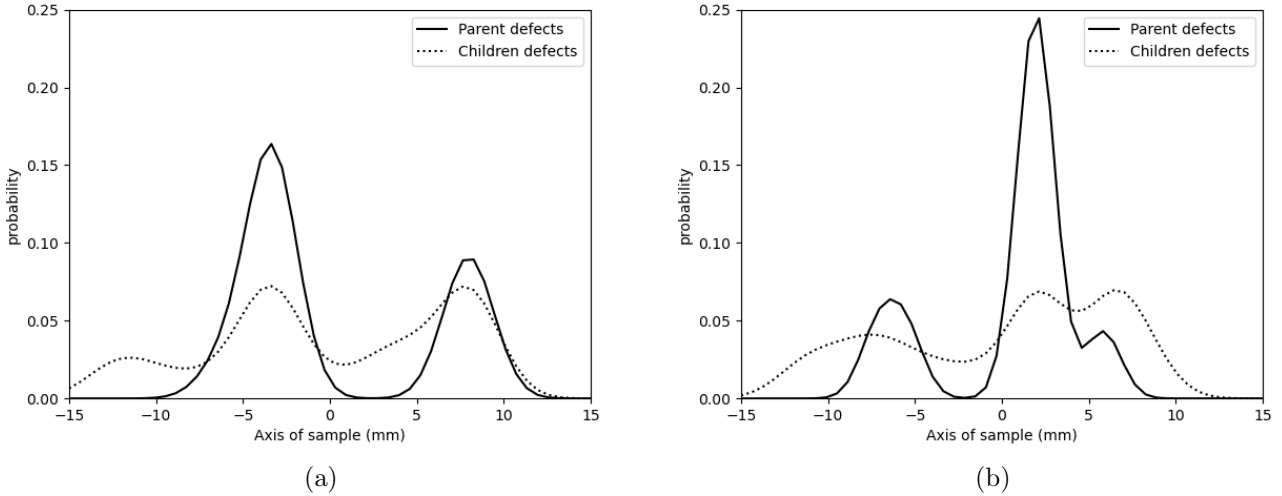 0.25
0.20
0.15
0.10
0.05
0.00
probability
−15
−10
−5
0
5
10
15
Axis of sample (mm)
Parent defects
Children defects
(a)
0.25
0.20
0.15
0.10
0.05
0.00
probability
−15
−10
−5
0
5
10
15
Axis of sample (mm)
Parent defects
Children defects
(b)